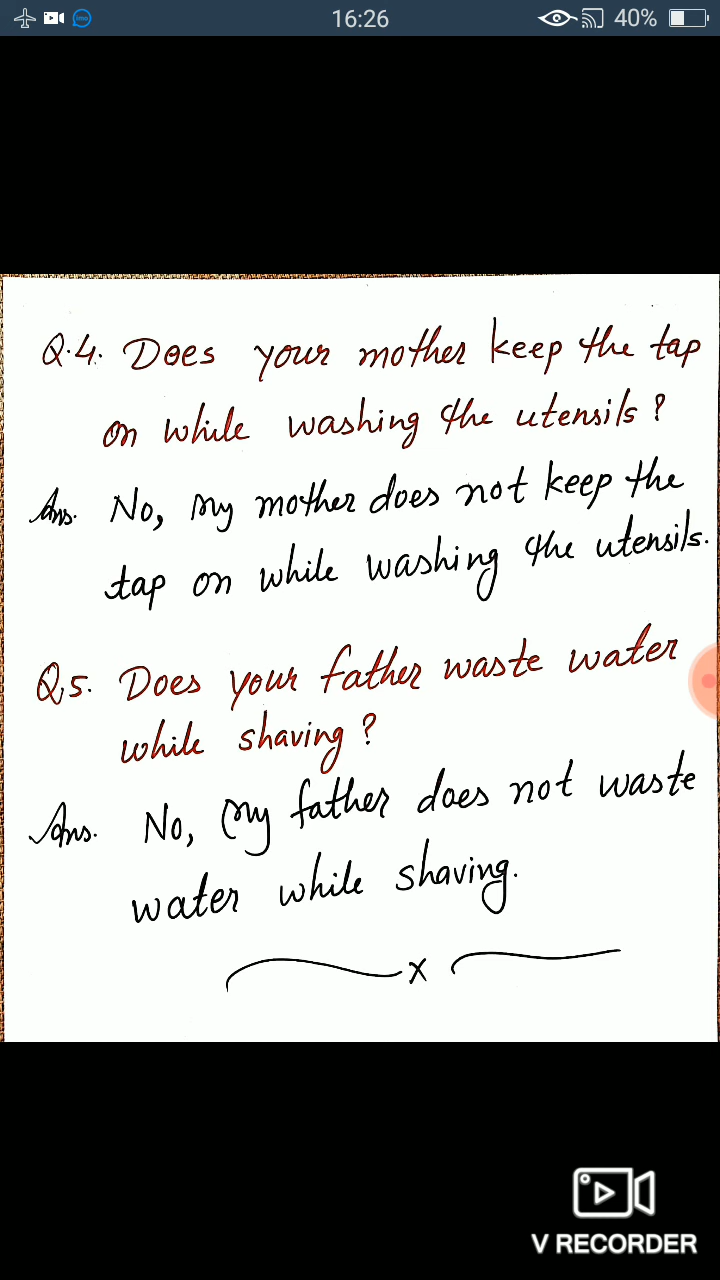 16:26
40%
Q.4. Does your mother keep the tap
on while washing the utensils?
Ans. No, my mother does not keep the
tap on while washing the utensils.
Q.5. Does your father waste water
while shaving?
Ans. No, my father does not waste
water while shaving.
x
V RECORDER